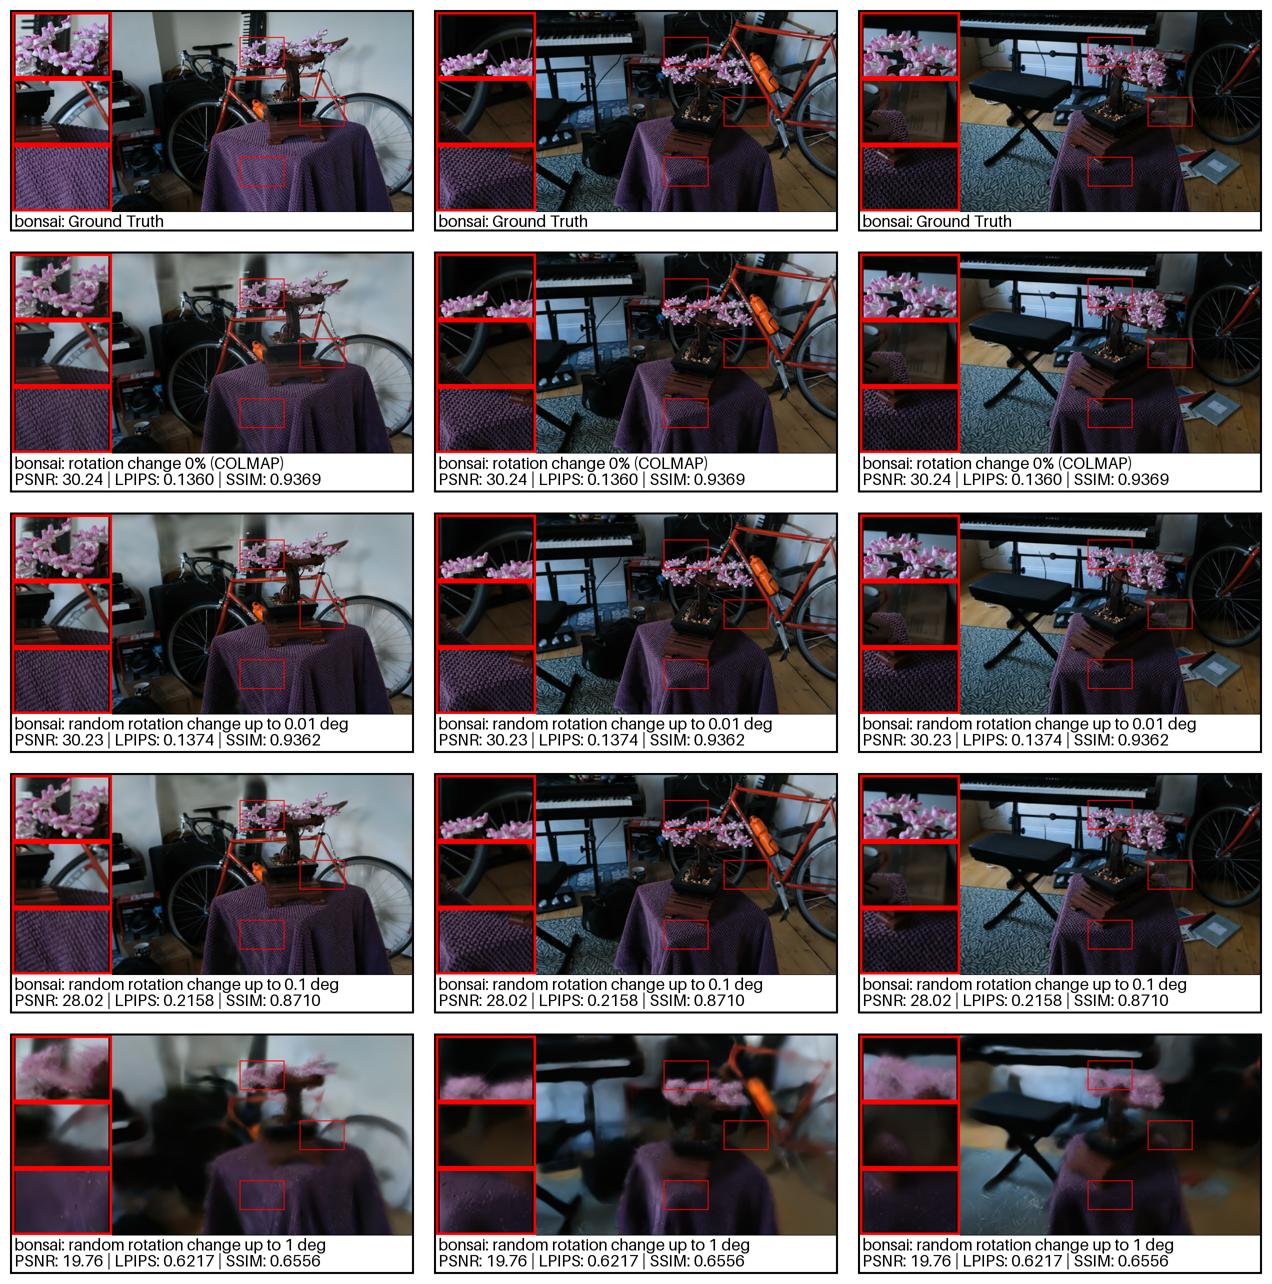 bonsai: Ground Truth
bonsai: Ground Truth
bonsai: Ground Truth
bonsai: rotation change 0% (COLMAP)
PSNR: 30.24 | LPIPS: 0.1360 | SSIM: 0.9369
bonsai: rotation change 0% (COLMAP)
PSNR: 30.24 | LPIPS: 0.1360 | SSIM: 0.9369
bonsai: rotation change 0% (COLMAP)
PSNR: 30.24 | LPIPS: 0.1360 | SSIM: 0.9369
bonsai: random rotation change up to 0.01 deg
PSNR: 30.23 | LPIPS: 0.1374 | SSIM: 0.9362
bonsai: random rotation change up to 0.01 deg
PSNR: 30.23 | LPIPS: 0.1374 | SSIM: 0.9362
bonsai: random rotation change up to 0.01 deg
PSNR: 30.23 | LPIPS: 0.1374 | SSIM: 0.9362
bonsai: random rotation change up to 0.1 deg
PSNR: 28.02 | LPIPS: 0.2158 | SSIM: 0.8710
bonsai: random rotation change up to 0.1 deg
PSNR: 28.02 | LPIPS: 0.2158 | SSIM: 0.8710
bonsai: random rotation change up to 0.1 deg
PSNR: 28.02 | LPIPS: 0.2158 | SSIM: 0.8710
bonsai: random rotation change up to 1 deg
PSNR: 19.76 | LPIPS: 0.6217 | SSIM: 0.6556
bonsai: random rotation change up to 1 deg
PSNR: 19.76 | LPIPS: 0.6217 | SSIM: 0.6556
bonsai: random rotation change up to 1 deg
PSNR: 19.76 | LPIPS: 0.6217 | SSIM: 0.6556